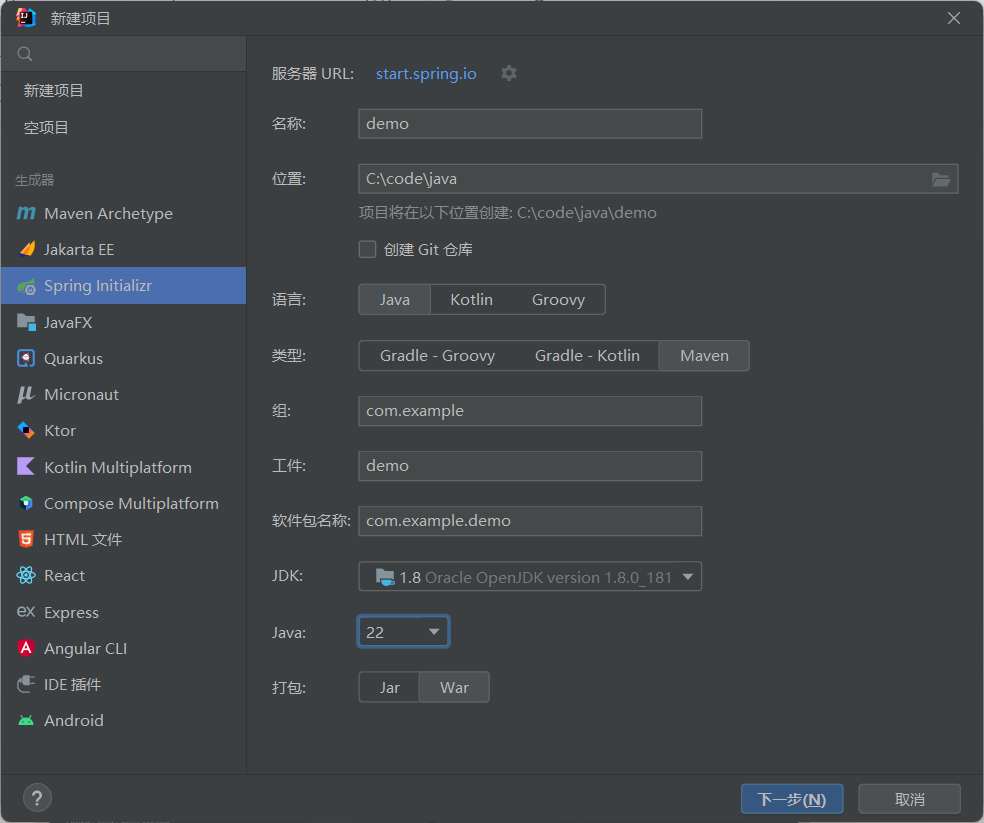 新建项目
新建项目
空项目
生成器
Maven Archetype
Jakarta EE
Spring Initializr
JavaFX
Quarkus
Micronaut
Ktor
Kotlin Multiplatform
Compose Multiplatform
HTML 文件
React
ex Express
Angular CLI
IDE 插件
Android
服务器 URL: start.spring.io
名称: demo
位置: C:\code\java
项目将在以下位置创建: C:\code\java\demo
创建 Git 仓库
语言: Java Kotlin Groovy
类型: Gradle - Groovy Gradle - Kotlin Maven
组: com.example
工件: demo
软件包名称: com.example.demo
JDK: 1.8 Oracle OpenJDK version 1.8.0_181
Java: 22
打包: Jar War
? 下一步(N) 取消